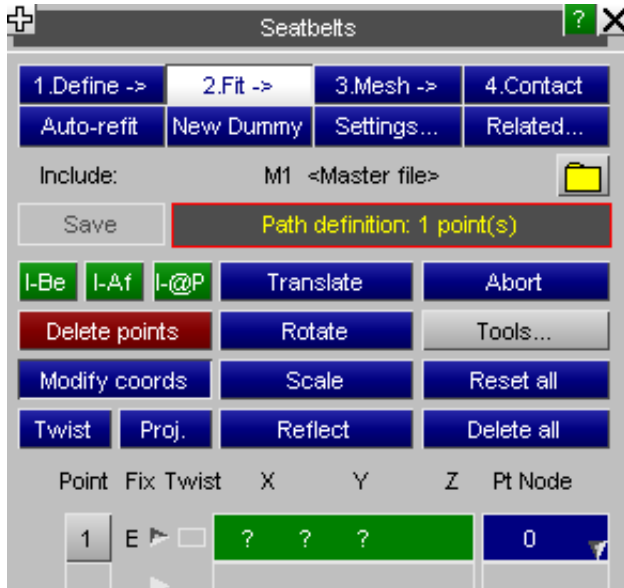 Seatbelts ?
1.Define -> 2.Fit -> 3.Mesh -> 4.Contact
Auto-refit New Dummy Settings... Related...
Include: M1 <Master file>
Save Path definition: 1 point(s)
I-Be I-Af I-@P Translate Abort
Delete points Rotate Tools...
Modify coords Scale Reset all
Twist Proj. Reflect Delete all
Point Fix Twist X Y Z Pt Node
1 E ? ? ? 0